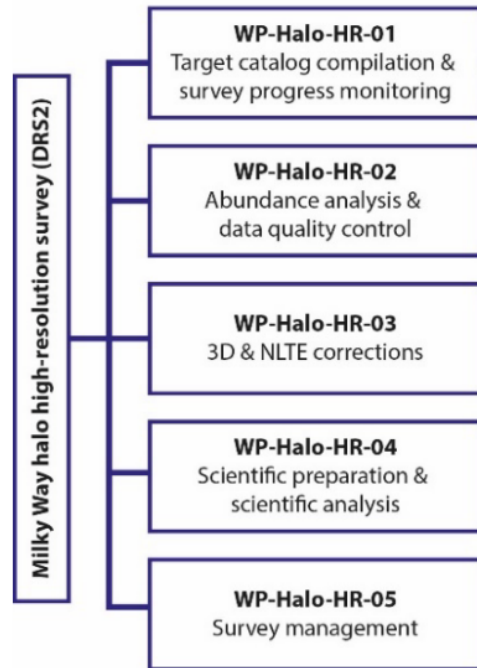 Milky Way halo high-resolution survey (DRS2)
WP-Halo-HR-01
Target catalog compilation &
survey progress monitoring
WP-Halo-HR-02
Abundance analysis &
data quality control
WP-Halo-HR-03
3D & NLTE corrections
WP-Halo-HR-04
Scientific preparation &
scientific analysis
WP-Halo-HR-05
Survey management